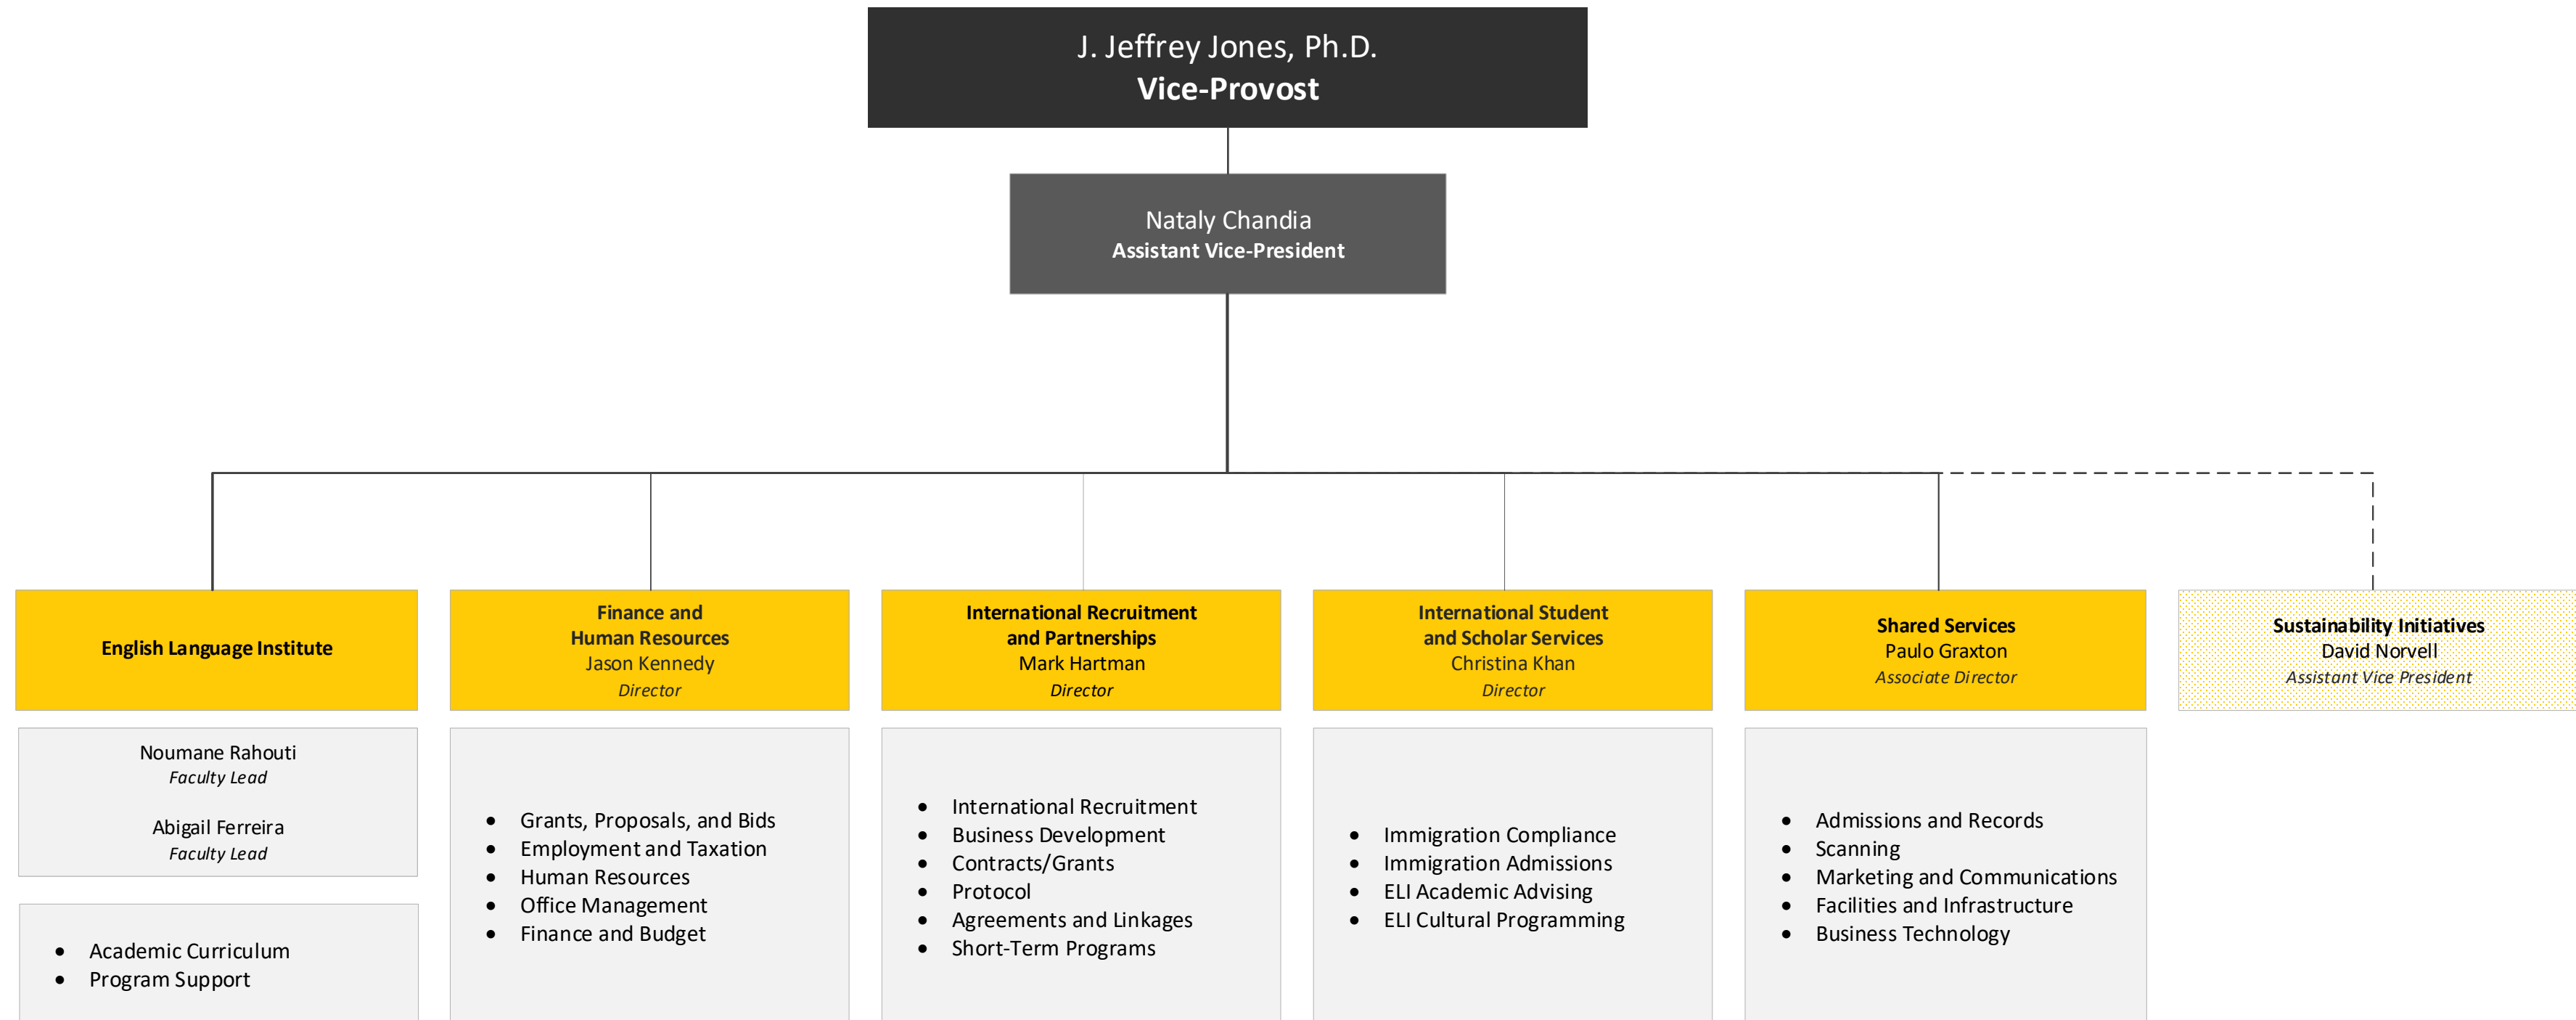 J. Jeffrey Jones, Ph.D.
Vice-Provost
Nataly Chandia
Assistant Vice-President
English Language Institute
Noumane Rahouti
Faculty Lead
Abigail Ferreira
Faculty Lead
• Academic Curriculum
• Program Support
Finance and
Human Resources
Jason Kennedy
Director
• Grants, Proposals, and Bids
• Employment and Taxation
• Human Resources
• Office Management
• Finance and Budget
International Recruitment
and Partnerships
Mark Hartman
Director
• International Recruitment
• Business Development
• Contracts/Grants
• Protocol
• Agreements and Linkages
• Short-Term Programs
International Student
and Scholar Services
Christina Khan
Director
• Immigration Compliance
• Immigration Admissions
• ELI Academic Advising
• ELI Cultural Programming
Shared Services
Paulo Graxton
Associate Director
• Admissions and Records
• Scanning
• Marketing and Communications
• Facilities and Infrastructure
• Business Technology
Sustainability Initiatives
David Norvell
Assistant Vice President